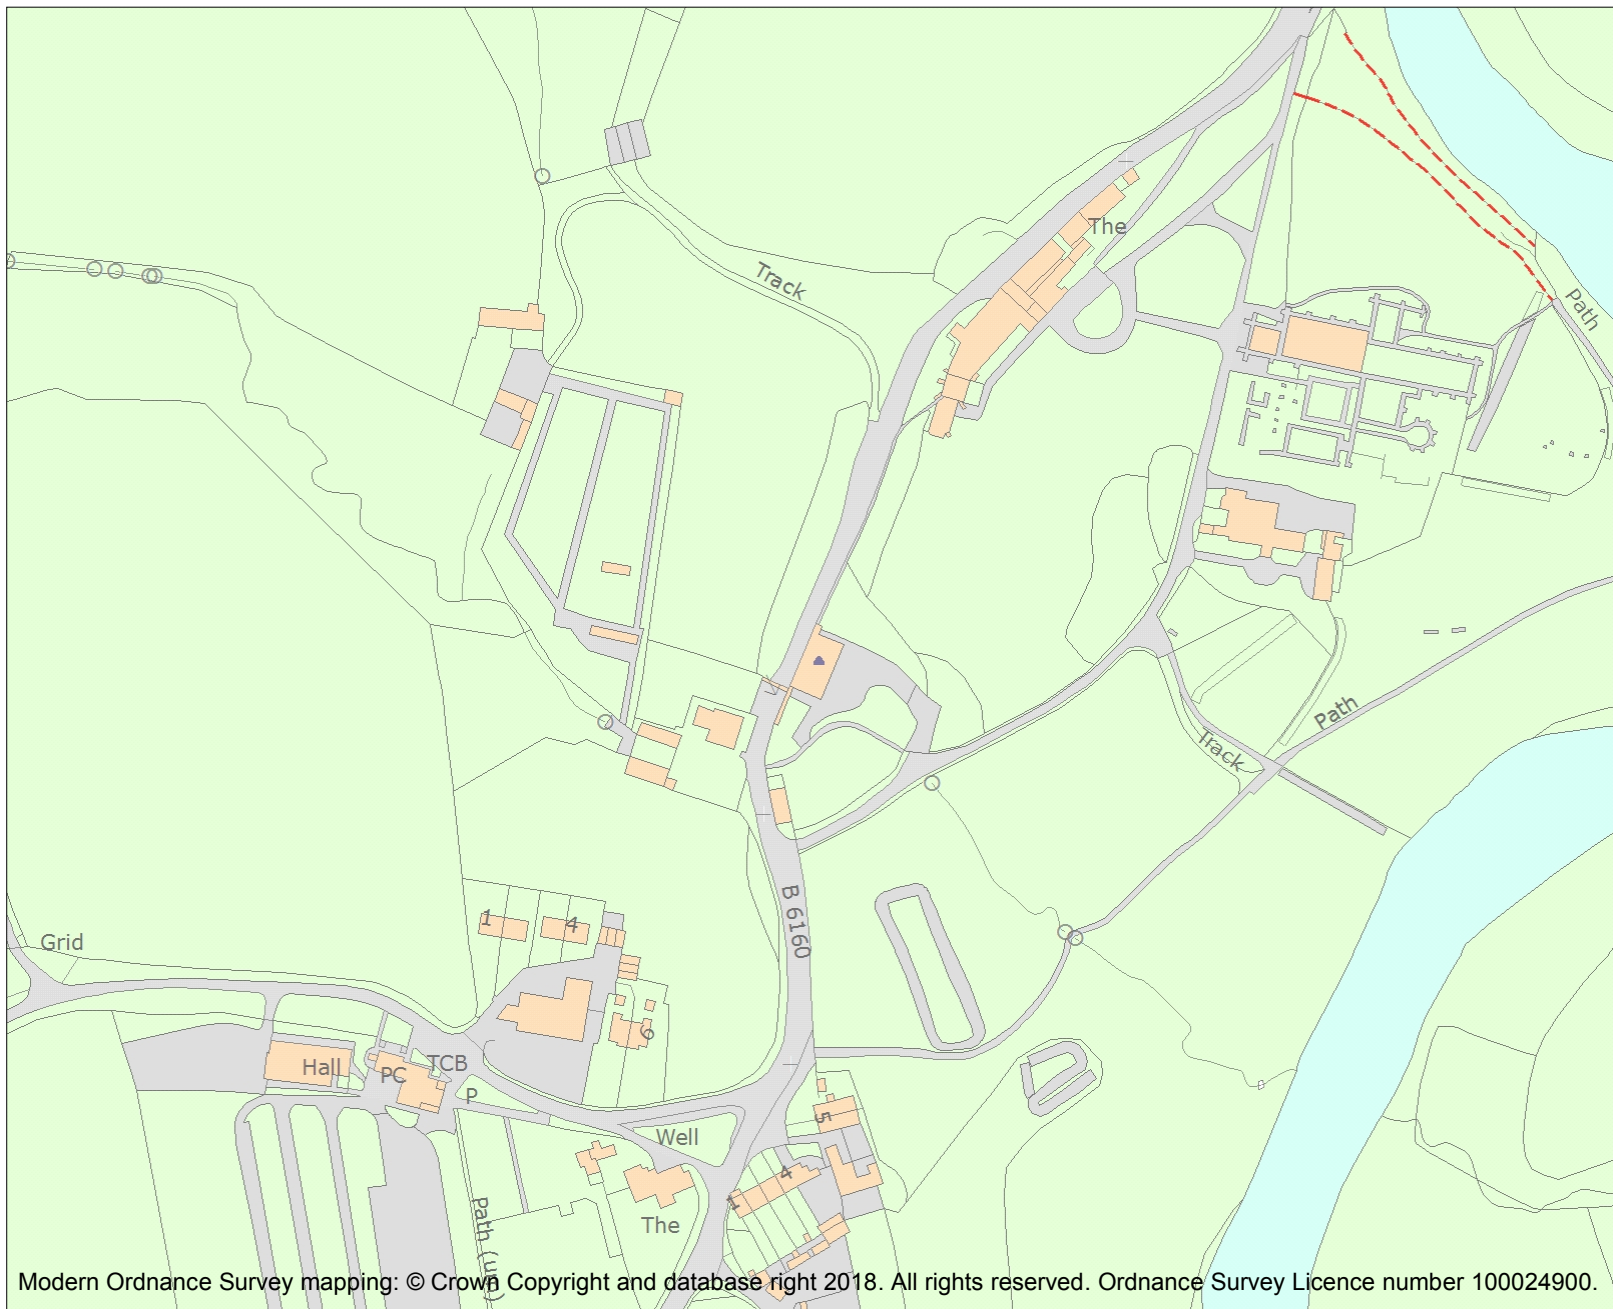 The
Track
Path
Path
Track
B 6160
1
4
Grid
6
Hall
PC
TCB
P
Well
5
4
1
The
Path (um)
Modern Ordnance Survey mapping: © Crown Copyright and database right 2018. All rights reserved. Ordnance Survey Licence number 100024900.